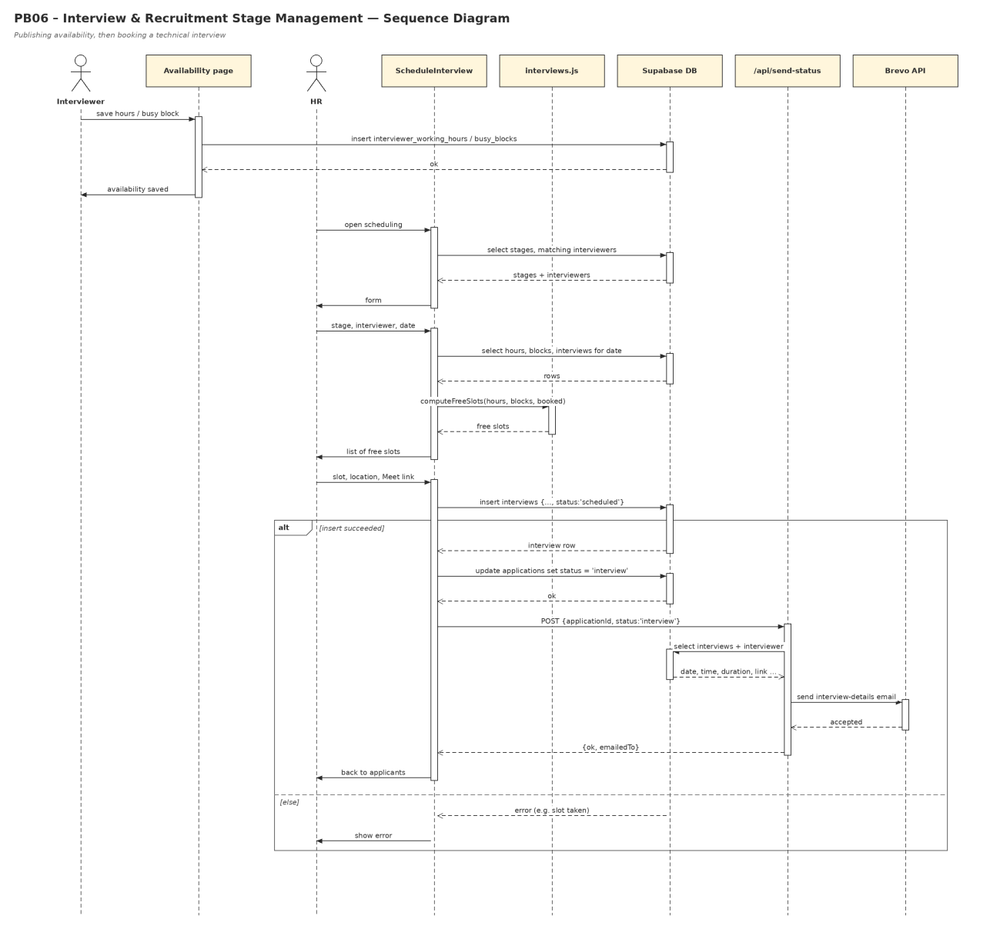 PB06 – Interview & Recruitment Stage Management — Sequence Diagram
Publishing availability, then booking a technical interview
Availability page
ScheduleInterview
interviews.js
Supabase DB
/api/send-status
Brevo API
Interviewer
HR
save hours / busy block
insert interviewer_working_hours / busy_blocks
ok
availability saved
open scheduling
select stages, matching interviewers
stages + interviewers
form
stage, interviewer, date
select hours, blocks, interviews for date
rows
computeFreeSlots(hours, blocks, booked)
free slots
list of free slots
slot, location, Meet link
insert interviews {..., status:'scheduled'}
alt
[insert succeeded]
interview row
update applications set status = 'interview'
ok
POST {applicationId, status:'interview'}
select interviews + interviewer
date, time, duration, link ...
send interview-details email
accepted
{ok, emailedTo}
back to applicants
[else]
error (e.g. slot taken)
show error